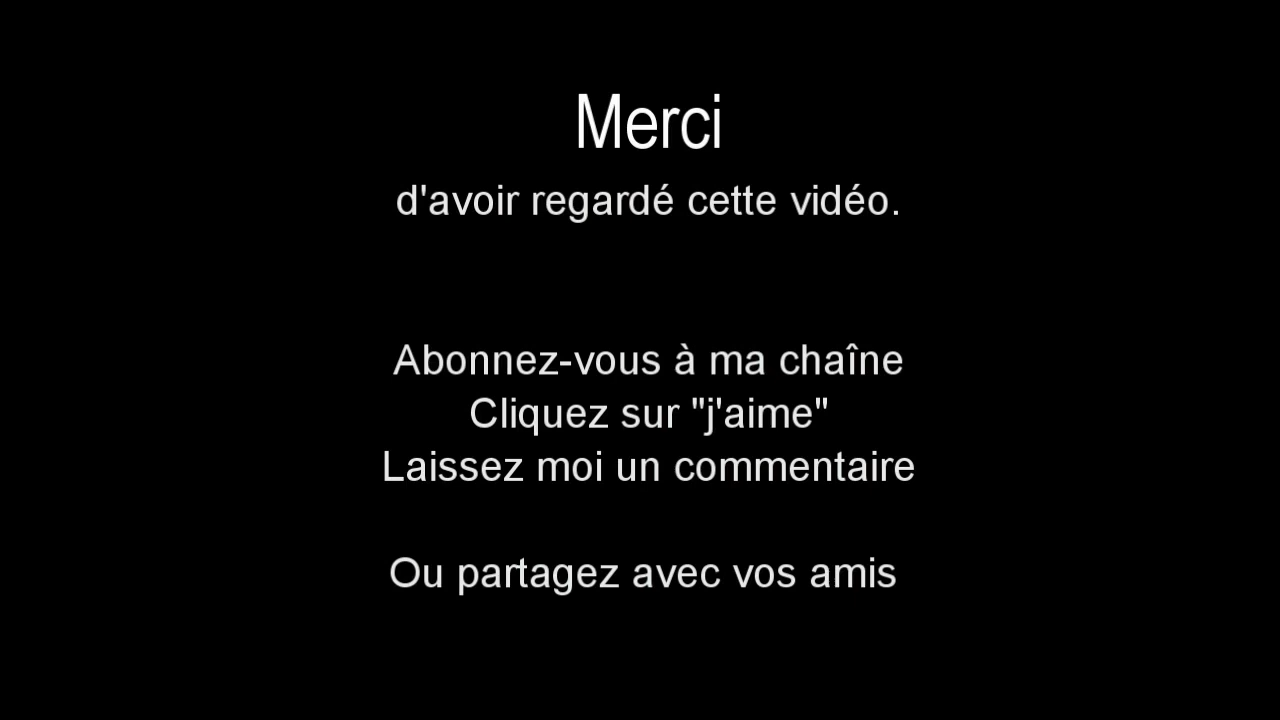 Merci
d'avoir regardé cette vidéo.
Abonnez-vous à ma chaîne
Cliquez sur "j'aime"
Laissez moi un commentaire
Ou partagez avec vos amis